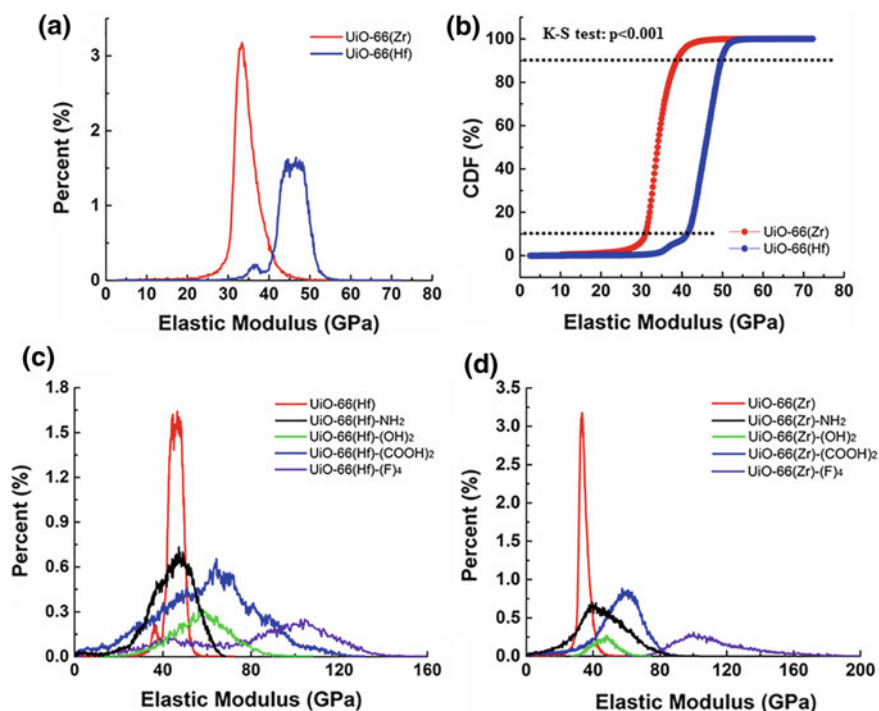 (a)
UiO-66(Zr)
UiO-66(Hf)
3
2
1
0
Percent (%)
0 10 20 30 40 50 60 70 80
Elastic Modulus (GPa)
(b)
K-S test: p<0.001
100
80
60
40
20
0
CDF (%)
UiO-66(Zr)
UiO-66(Hf)
0 10 20 30 40 50 60 70 80
Elastic Modulus (GPa)
(c)
1.8
1.5
1.2
0.9
0.6
0.3
0.0
Percent (%)
UiO-66(Hf)
UiO-66(Hf)-NH₂
UiO-66(Hf)-(OH)₂
UiO-66(Hf)-(COOH)₂
UiO-66(Hf)-(F)₄
0 40 80 120 160
Elastic Modulus (GPa)
(d)
3.5
3.0
2.5
2.0
1.5
1.0
0.5
0.0
Percent (%)
UiO-66(Zr)
UiO-66(Zr)-NH₂
UiO-66(Zr)-(OH)₂
UiO-66(Zr)-(COOH)₂
UiO-66(Zr)-(F)₄
0 40 80 120 160 200
Elastic Modulus (GPa)